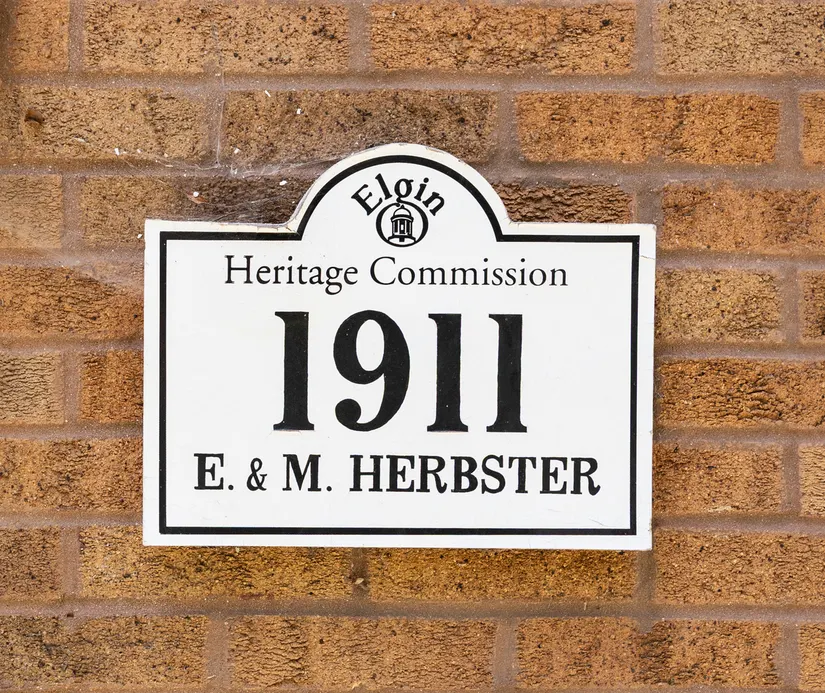 Elgin
Heritage Commission
1911
E. & M. HERBSTER